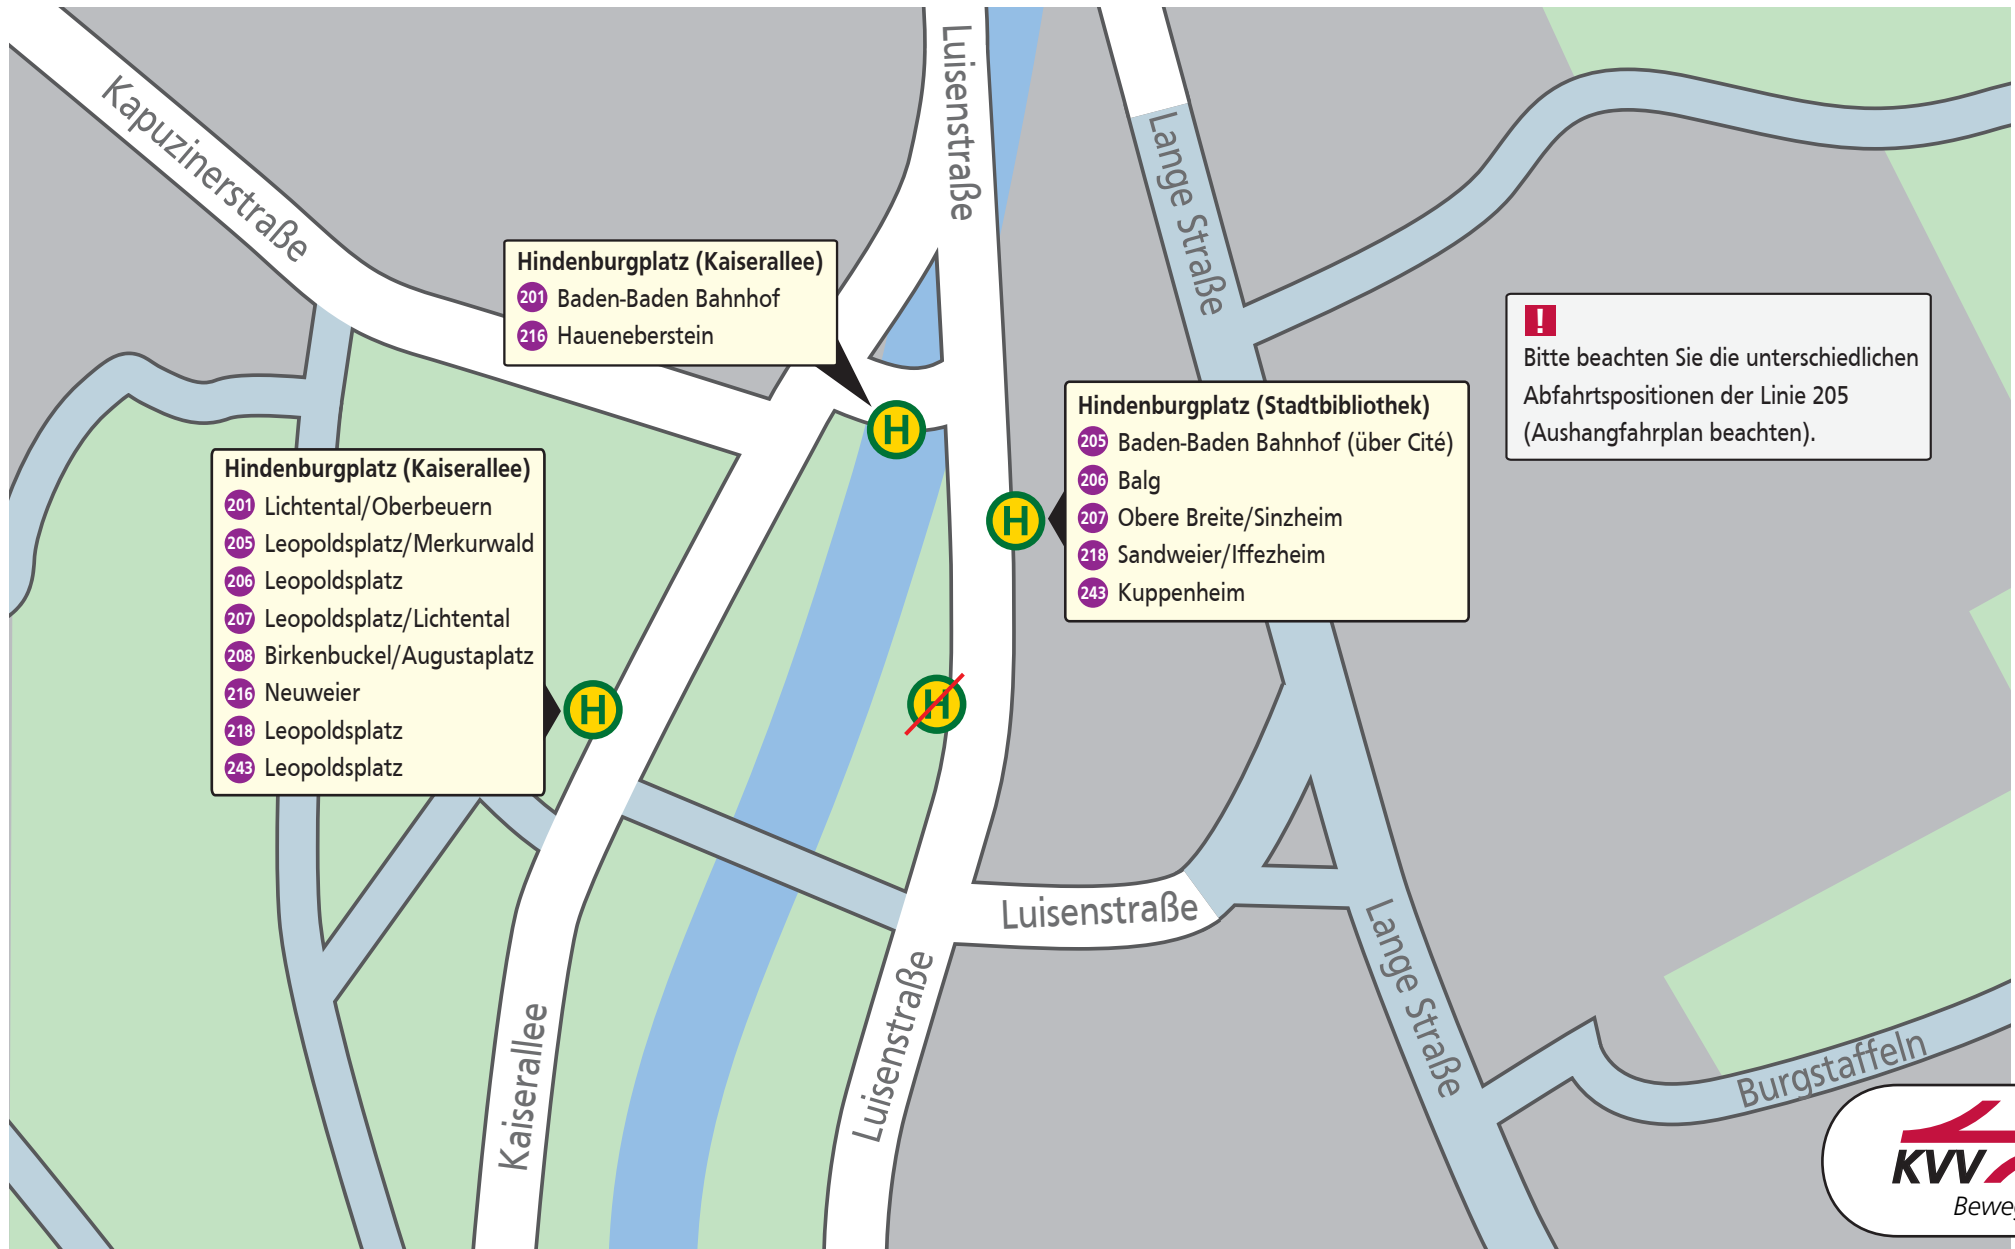 Kapuzinerstraße
Luisenstraße
Lange Straße
Hindenburgplatz (Kaiserallee)
201 Baden-Baden Bahnhof
216 Haueneberstein
H
!
Bitte beachten Sie die unterschiedlichen
Abfahrtspositionen der Linie 205
(Aushangfahrplan beachten).
Hindenburgplatz (Stadtbibliothek)
205 Baden-Baden Bahnhof (über Cité)
206 Balg
207 Obere Breite/Sinzheim
218 Sandweier/Iffezheim
243 Kuppenheim
H
Hindenburgplatz (Kaiserallee)
201 Lichtental/Oberbeuern
205 Leopoldsplatz/Merkurwald
206 Leopoldsplatz
207 Leopoldsplatz/Lichtental
208 Birkenbuckel/Augustaplatz
216 Neuweier
218 Leopoldsplatz
243 Leopoldsplatz
H
H
Luisenstraße
Luisenstraße
Kaiserallee
Lange Straße
Burgstaffeln
KVV